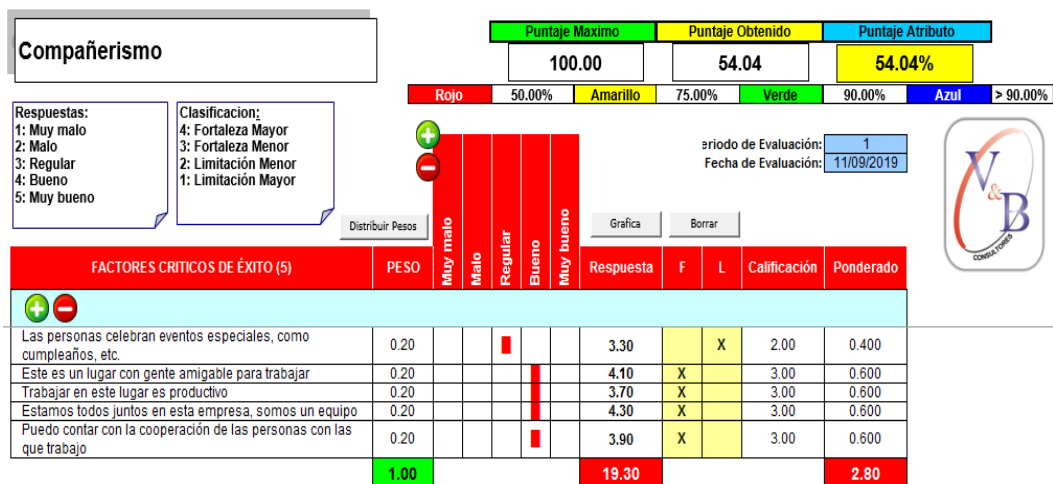 Compañerismo
Puntaje Maximo Puntaje Obtenido Puntaje Atributo
100.00 54.04 54.04%
Rojo 50.00% Amarillo 75.00% Verde 90.00% Azul > 90.00%
Respuestas:
1: Muy malo
2: Malo
3: Regular
4: Bueno
5: Muy bueno
Clasificacion:
4: Fortaleza Mayor
3: Fortaleza Menor
2: Limitación Menor
1: Limitación Mayor
eriodo de Evaluación: 1
Fecha de Evaluación: 11/09/2019
V&B
CONSULTORES
Distribuir Pesos
Grafica
Borrar
FACTORES CRITICOS DE ÉXITO (5) PESO Muy malo Malo Regular Bueno Muy bueno Respuesta F L Calificación Ponderado
Las personas celebran eventos especiales, como
cumpleaños, etc. 0.20 3.30 X 2.00 0.400
Este es un lugar con gente amigable para trabajar 0.20 4.10 X 3.00 0.600
Trabajar en este lugar es productivo 0.20 3.70 X 3.00 0.600
Estamos todos juntos en esta empresa, somos un equipo 0.20 4.30 X 3.00 0.600
Puedo contar con la cooperación de las personas con las
que trabajo 0.20 3.90 X 3.00 0.600
1.00 19.30 2.80